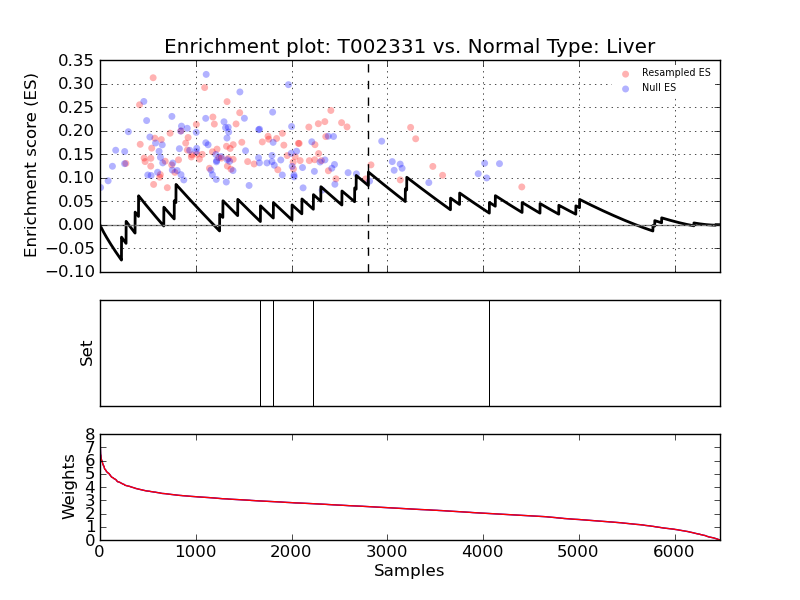 Enrichment plot: T002331 vs. Normal Type: Liver
Enrichment score (ES)
0.35
0.30
0.25
0.20
0.15
0.10
0.05
0.00
−0.05
−0.10
Resampled ES
Null ES
Set
Weights
8
7
6
5
4
3
2
1
0
0 1000 2000 3000 4000 5000 6000
Samples